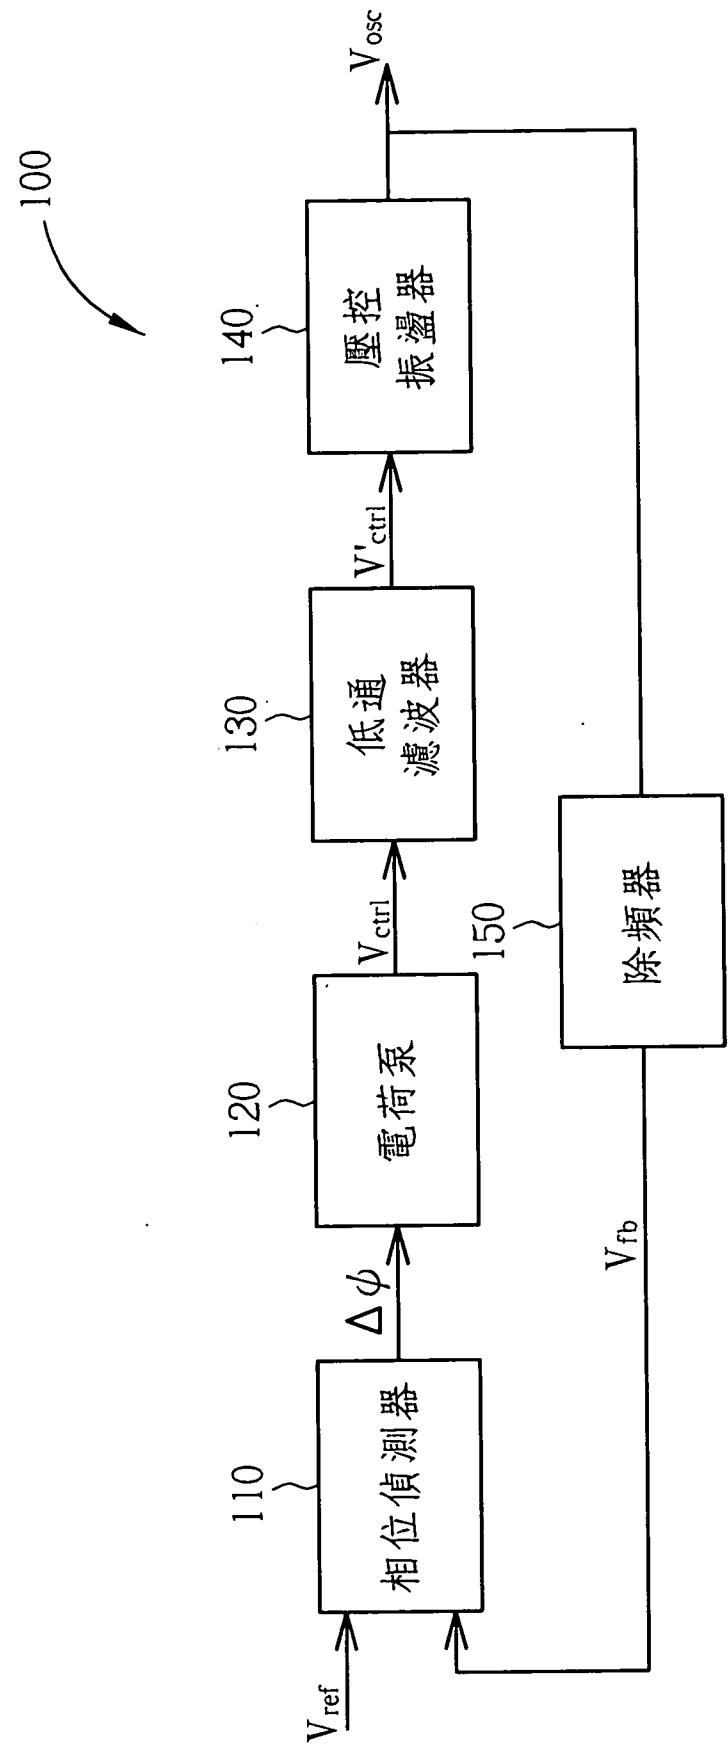 100
110
120
130
140
V_ref
相位偵測器
Δψ
電荷泵
V_ctrl
低通
濾波器
V'_ctrl
壓控
振盪器
V_osc
150
V_fb
除頻器